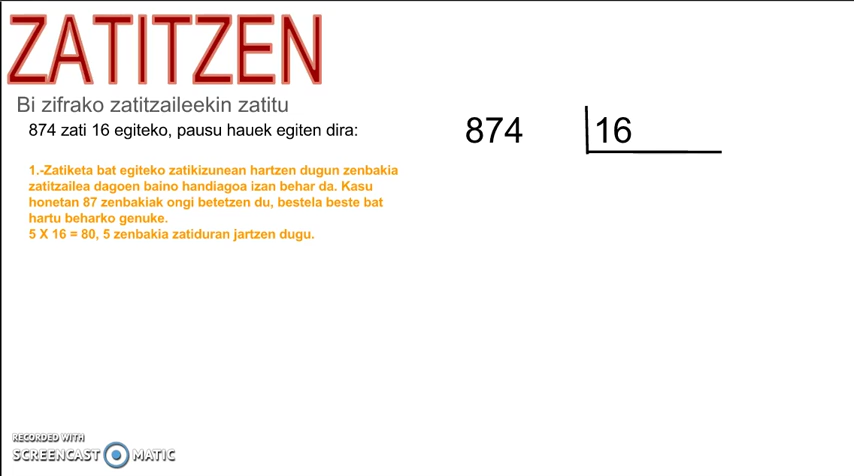 ZATITZEN
Bi zifrako zatitzaileekin zatitu
874 zati 16 egiteko, pausu hauek egiten dira:
874
16
1.-Zatiketa bat egiteko zatikizunean hartzen dugun zenbakia
zatitzailea dagoen baino handiagoa izan behar da. Kasu
honetan 87 zenbakiak ongi betetzen du, bestela beste bat
hartu beharko genuke.
5 X 16 = 80, 5 zenbakia zatiduran jartzen dugu.
RECORDED WITH
SCREENCAST MATIC